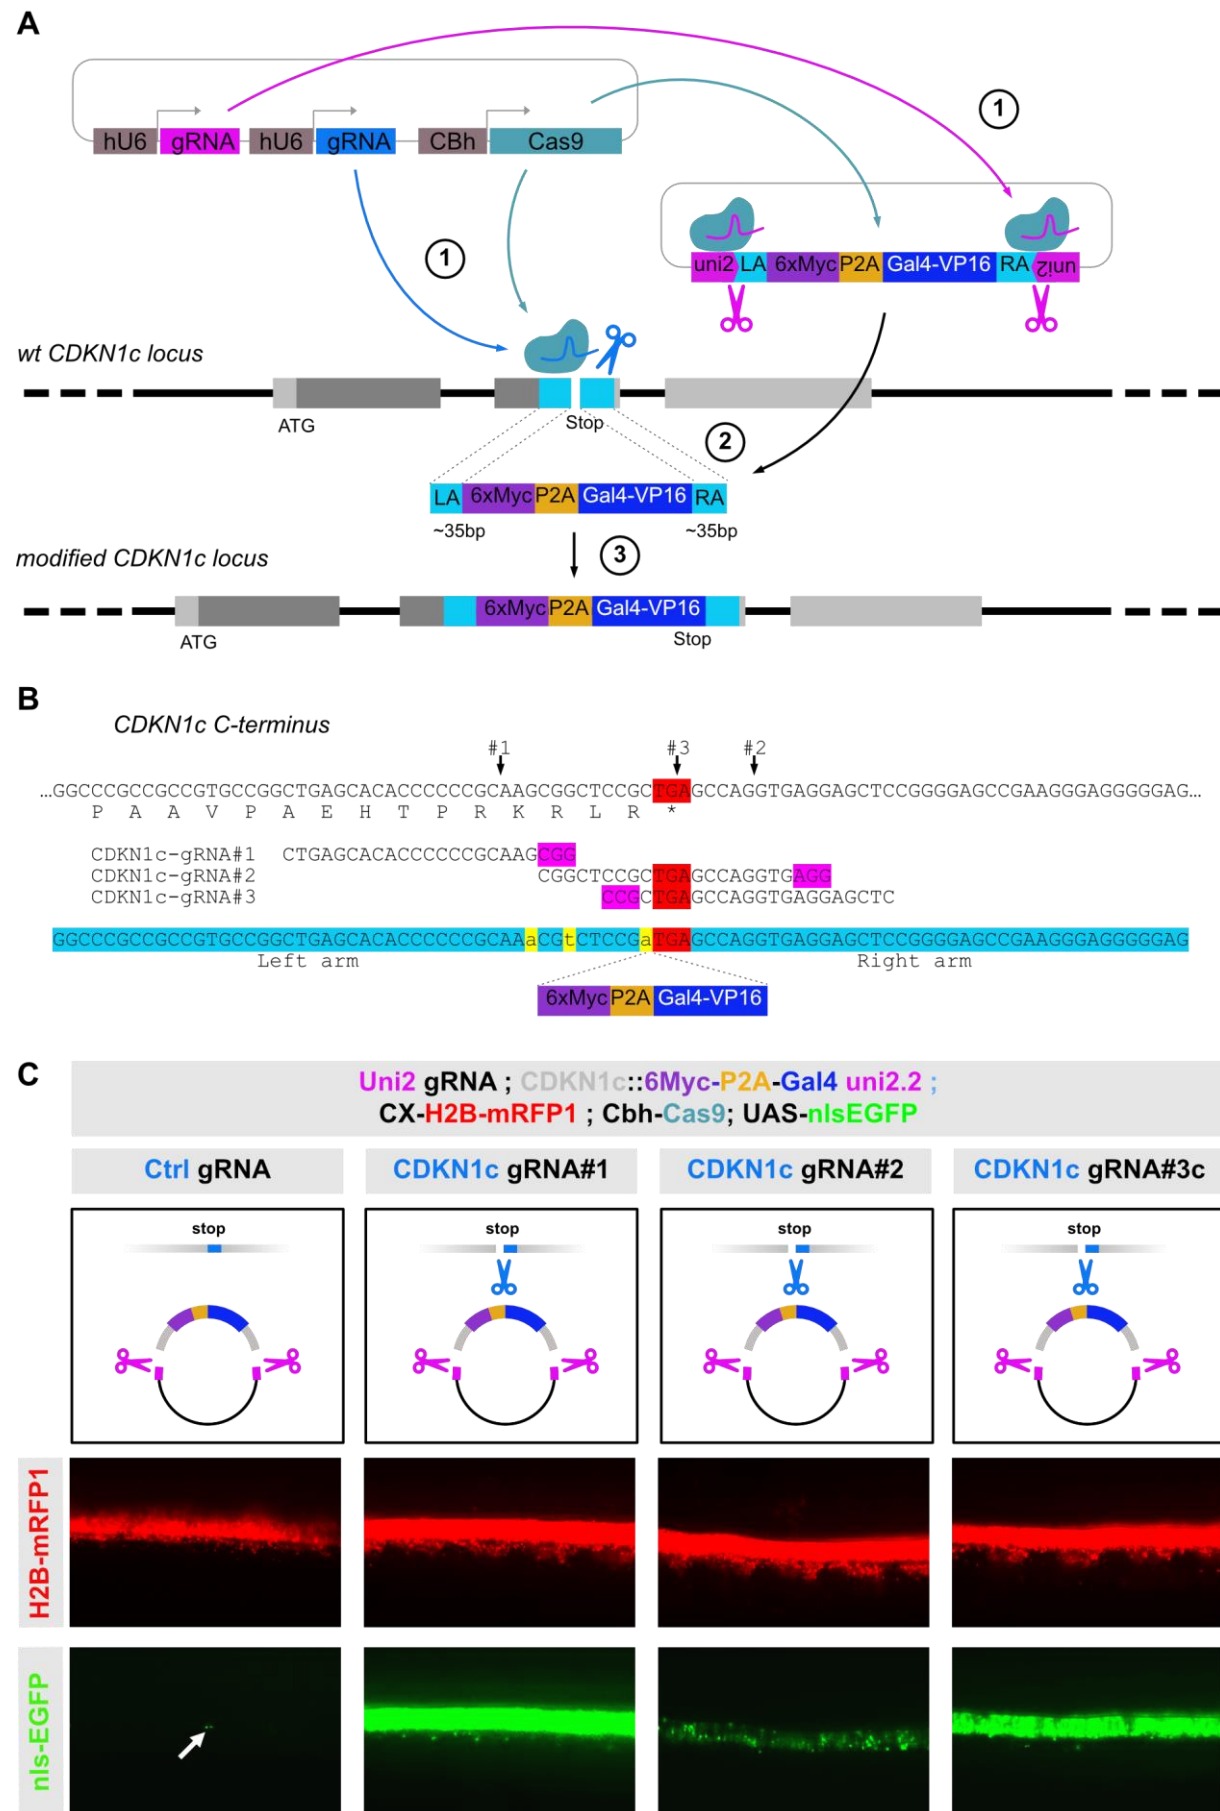 A
1
hU6 gRNA hU6 gRNA CBh Cas9
uni2 LA 6xMyc P2A Gal4-VP16 RA uni2
1
wt CDKN1c locus
ATG
Stop
2
LA 6xMyc P2A Gal4-VP16 RA
~35bp ~35bp
3
modified CDKN1c locus
6xMyc P2A Gal4-VP16
ATG
Stop
B
CDKN1c C-terminus
#1 #3 #2
...GGCCCGCCGCCGTGCCGGCTGAGCACACCCCCCGCAAGCGGCTCCGCTGAGCCAGGTGAGGAGCTCCGGGGAGCCGAAGGGAGGGGGAG...
P A A V P A E H T P R K R L R *
CDKN1c-gRNA#1 CTGAGCACACCCCCCGCAAGCGG
CDKN1c-gRNA#2 CGGCTCCGCTGAGCCAGGTGAGG
CDKN1c-gRNA#3 CCGCTGAGCCAGGTGAGGAGCTC
GGCCCGCCGCCGTGCCGGCTGAGCACACCCCCCGCAAaCGtCTCCGaTGAGCCAGGTGAGGAGCTCCGGGGAGCCGAAGGGAGGGGGAG
Left arm Right arm
6xMyc P2A Gal4-VP16
C
Uni2 gRNA ; CDKN1c::6Myc-P2A-Gal4 uni2.2 ;
CX-H2B-mRFP1 ; Cbh-Cas9; UAS-nlsEGFP
Ctrl gRNA CDKN1c gRNA#1 CDKN1c gRNA#2 CDKN1c gRNA#3c
stop stop stop stop
H2B-mRFP1
nls-EGFP